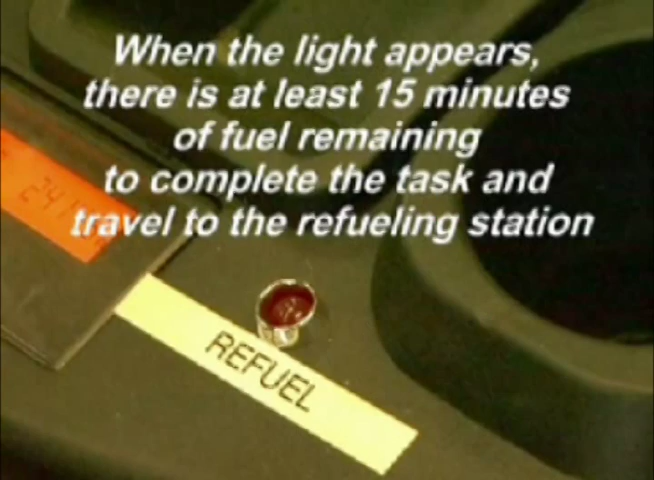 When the light appears,
there is at least 15 minutes
of fuel remaining
to complete the task and
travel to the refueling station
REFUEL